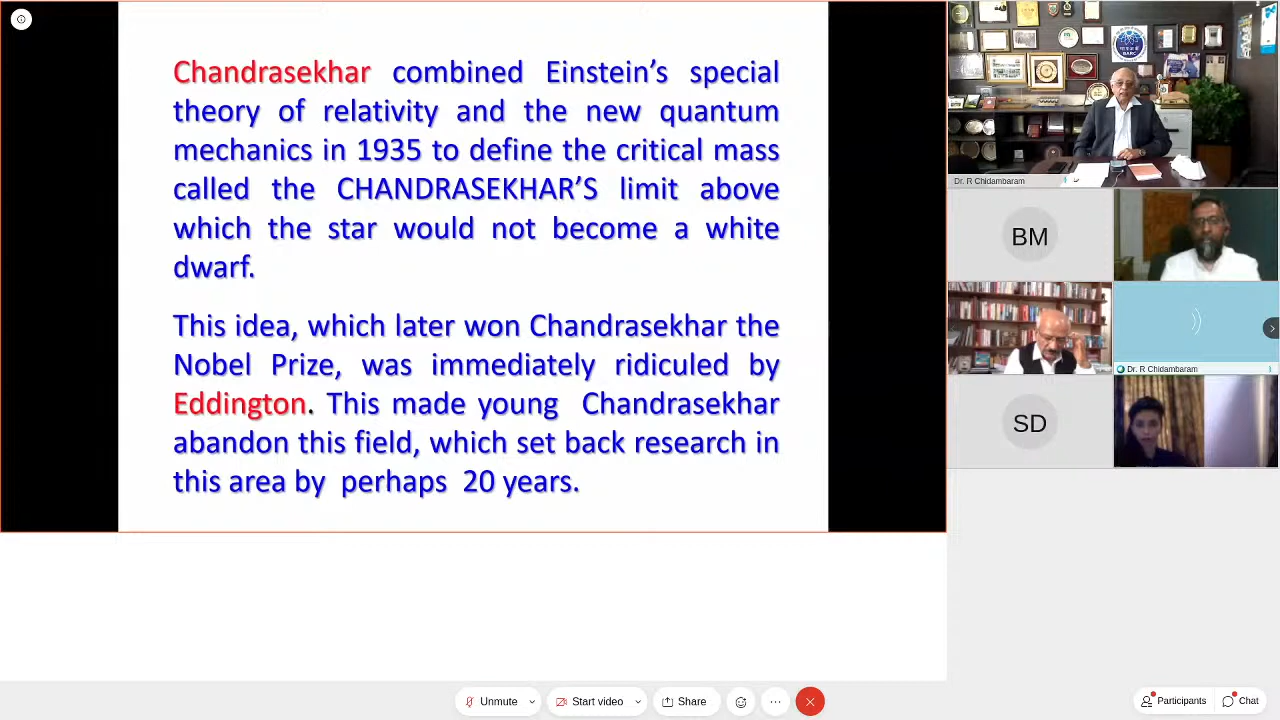 Chandrasekhar combined Einstein’s special
theory of relativity and the new quantum
mechanics in 1935 to define the critical mass
called the CHANDRASEKHAR’S limit above
which the star would not become a white
dwarf.
This idea, which later won Chandrasekhar the
Nobel Prize, was immediately ridiculed by
Eddington. This made young Chandrasekhar
abandon this field, which set back research in
this area by perhaps 20 years.
BARC
Dr. R Chidambaram
BM
Dr. R Chidambaram
SD
Unmute
Start video
Share
Participants
Chat